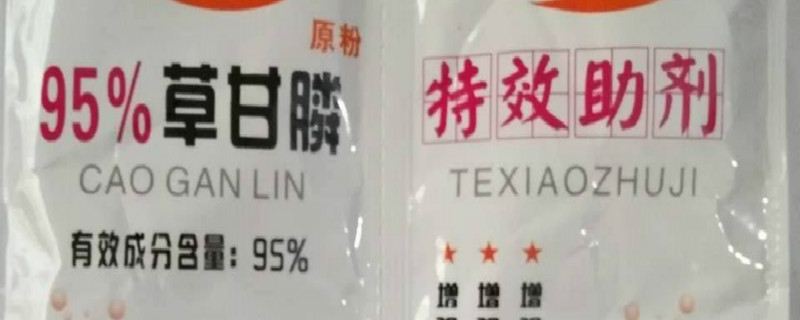 原粉
95%草甘膦
CAO GAN LIN
有效成分含量：95%
特效助剂
TEXIAOZHUJI
★ ★ ★
增 增 增